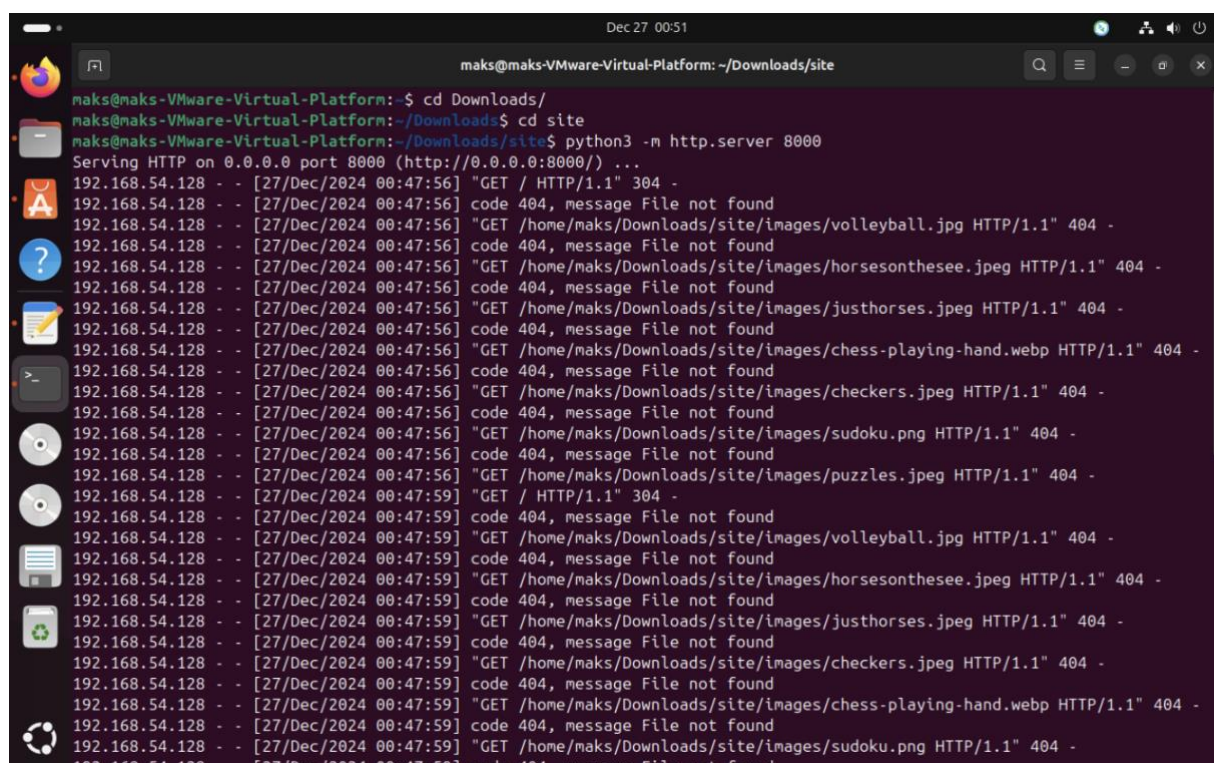 Dec 27 00:51
maks@maks-VMware-Virtual-Platform: ~/Downloads/site
maks@maks-VMware-Virtual-Platform:~$ cd Downloads/
maks@maks-VMware-Virtual-Platform:~/Downloads$ cd site
maks@maks-VMware-Virtual-Platform:~/Downloads/site$ python3 -m http.server 8000
Serving HTTP on 0.0.0.0 port 8000 (http://0.0.0.0:8000/) ...
192.168.54.128 - - [27/Dec/2024 00:47:56] "GET / HTTP/1.1" 304 -
192.168.54.128 - - [27/Dec/2024 00:47:56] code 404, message File not found
192.168.54.128 - - [27/Dec/2024 00:47:56] "GET /home/maks/Downloads/site/images/volleyball.jpg HTTP/1.1" 404 -
192.168.54.128 - - [27/Dec/2024 00:47:56] code 404, message File not found
192.168.54.128 - - [27/Dec/2024 00:47:56] "GET /home/maks/Downloads/site/images/horsesonthesee.jpeg HTTP/1.1" 404 -
192.168.54.128 - - [27/Dec/2024 00:47:56] code 404, message File not found
192.168.54.128 - - [27/Dec/2024 00:47:56] "GET /home/maks/Downloads/site/images/justhorses.jpeg HTTP/1.1" 404 -
192.168.54.128 - - [27/Dec/2024 00:47:56] code 404, message File not found
192.168.54.128 - - [27/Dec/2024 00:47:56] "GET /home/maks/Downloads/site/images/chess-playing-hand.webp HTTP/1.1" 404 -
192.168.54.128 - - [27/Dec/2024 00:47:56] code 404, message File not found
192.168.54.128 - - [27/Dec/2024 00:47:56] "GET /home/maks/Downloads/site/images/checkers.jpeg HTTP/1.1" 404 -
192.168.54.128 - - [27/Dec/2024 00:47:56] code 404, message File not found
192.168.54.128 - - [27/Dec/2024 00:47:56] "GET /home/maks/Downloads/site/images/sudoku.png HTTP/1.1" 404 -
192.168.54.128 - - [27/Dec/2024 00:47:56] code 404, message File not found
192.168.54.128 - - [27/Dec/2024 00:47:56] "GET /home/maks/Downloads/site/images/puzzles.jpeg HTTP/1.1" 404 -
192.168.54.128 - - [27/Dec/2024 00:47:59] "GET / HTTP/1.1" 304 -
192.168.54.128 - - [27/Dec/2024 00:47:59] code 404, message File not found
192.168.54.128 - - [27/Dec/2024 00:47:59] "GET /home/maks/Downloads/site/images/volleyball.jpg HTTP/1.1" 404 -
192.168.54.128 - - [27/Dec/2024 00:47:59] code 404, message File not found
192.168.54.128 - - [27/Dec/2024 00:47:59] "GET /home/maks/Downloads/site/images/horsesonthesee.jpeg HTTP/1.1" 404 -
192.168.54.128 - - [27/Dec/2024 00:47:59] code 404, message File not found
192.168.54.128 - - [27/Dec/2024 00:47:59] "GET /home/maks/Downloads/site/images/justhorses.jpeg HTTP/1.1" 404 -
192.168.54.128 - - [27/Dec/2024 00:47:59] code 404, message File not found
192.168.54.128 - - [27/Dec/2024 00:47:59] "GET /home/maks/Downloads/site/images/checkers.jpeg HTTP/1.1" 404 -
192.168.54.128 - - [27/Dec/2024 00:47:59] code 404, message File not found
192.168.54.128 - - [27/Dec/2024 00:47:59] "GET /home/maks/Downloads/site/images/chess-playing-hand.webp HTTP/1.1" 404 -
192.168.54.128 - - [27/Dec/2024 00:47:59] code 404, message File not found
192.168.54.128 - - [27/Dec/2024 00:47:59] "GET /home/maks/Downloads/site/images/sudoku.png HTTP/1.1" 404 -